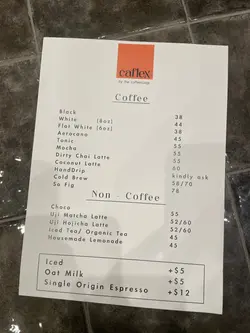 caflex
Coffee
Black 38
White (8oz) 44
Flat White (6oz) 38
Aerocano 45
Tonic 55
Mocha 55
Dirty Chai Latte 55
Coconut Latte 60
HandDrip kindly ask
Cold Brew 58/70
So Fig 78
Non Coffee
Choco 55
Uji Matcha Latte 52/60
Uji Hojicha Latte 52/60
Iced Tea/ Organic Tea 45
Housemade Lemonade 45
Iced +$5
Oat Milk +$5
Single Origin Espresso +$12